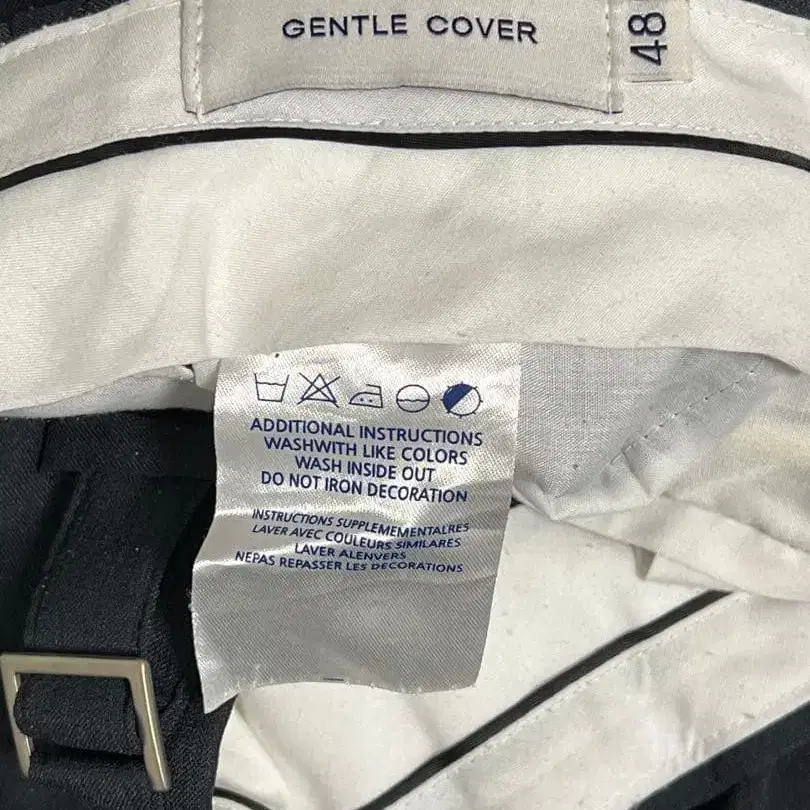 GENTLE COVER
48
ADDITIONAL INSTRUCTIONS
WASHWITH LIKE COLORS
WASH INSIDE OUT
DO NOT IRON DECORATION
INSTRUCTIONS SUPPLEMEMENTALRES
LAVER AVEC COULEURS SIMILARES
LAVER ALENVERS
NEPAS REPASSER LES DECORATIONS